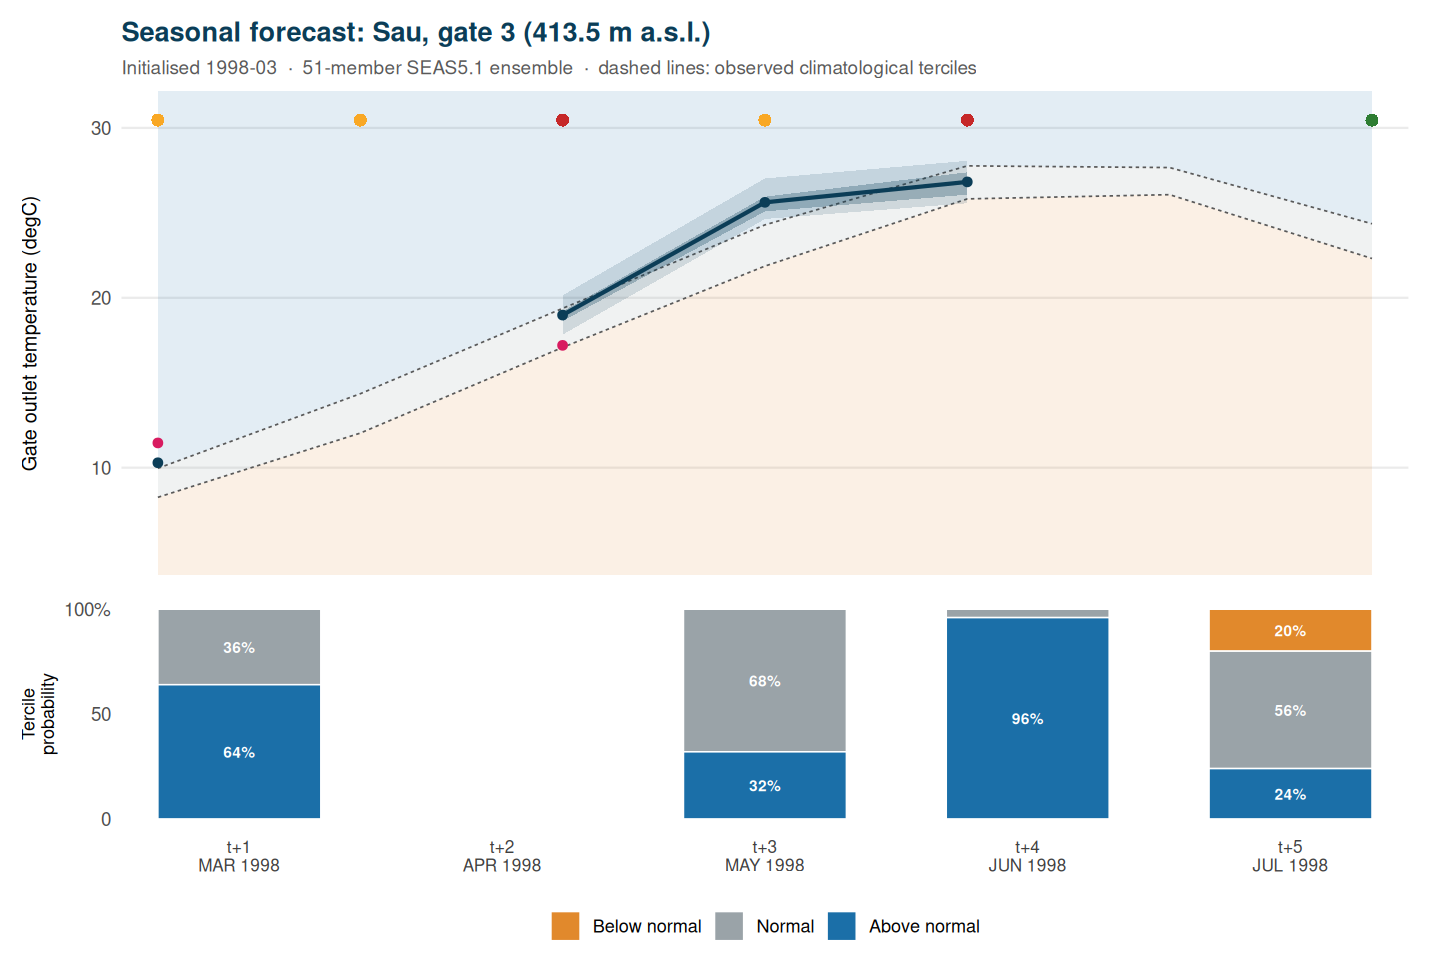 Seasonal forecast: Sau, gate 3 (413.5 m a.s.l.)
Initialised 1998-03 · 51-member SEAS5.1 ensemble · dashed lines: observed climatological terciles
Gate outlet temperature (degC)
30
20
10
Tercile
probability
100%
50
0
36%
64%
68%
32%
96%
20%
56%
24%
t+1
MAR 1998
t+2
APR 1998
t+3
MAY 1998
t+4
JUN 1998
t+5
JUL 1998
Below normal
Normal
Above normal